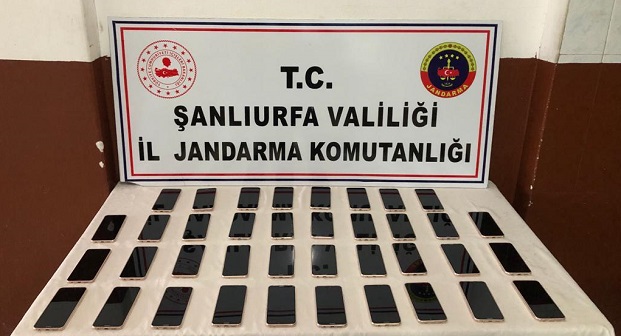 T.C.
ŞANLIURFA VALİLİĞİ
İL JANDARMA KOMUTANLIĞI
JANDARMA